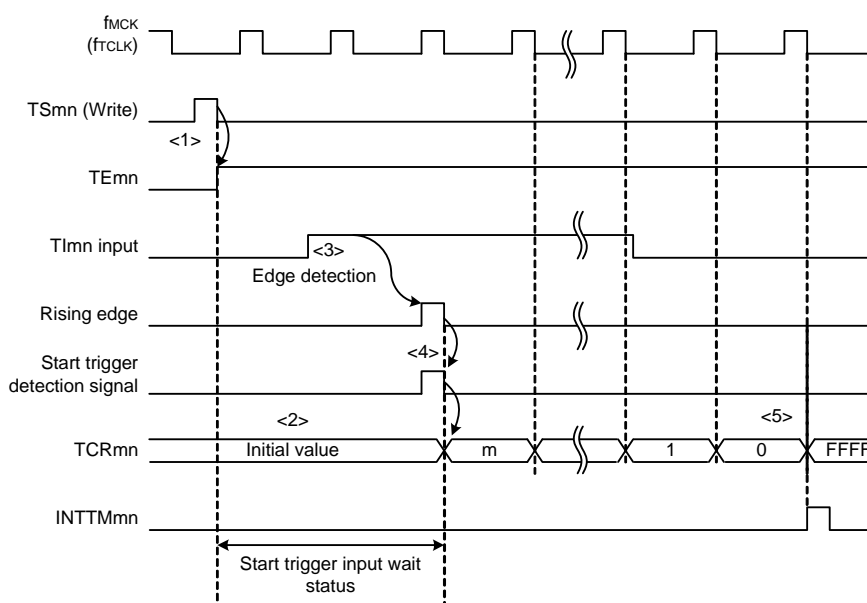 fMCK
(fTCLK)
TSmn (Write)
<1>
TEmn
TImn input
<3>
Edge detection
Rising edge
<4>
Start trigger
detection signal
<2>
<5>
TCRmn
Initial value
m
1
0
FFFF
INTTMmn
Start trigger input wait
status